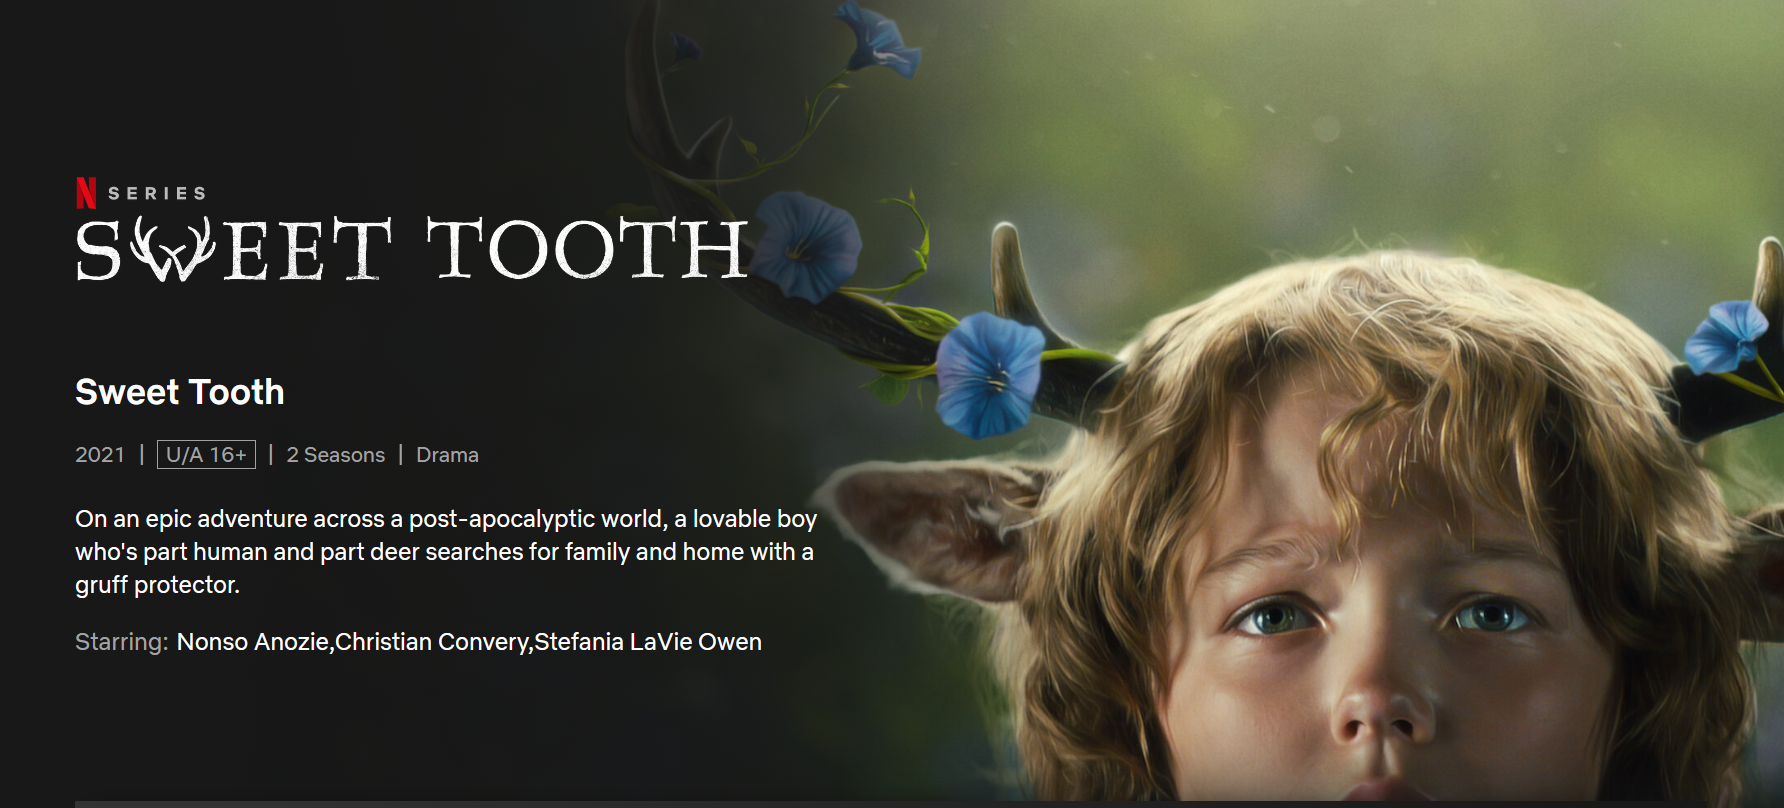 N SERIES
SWEET TOOTH
Sweet Tooth
2021 | U/A 16+ | 2 Seasons | Drama
On an epic adventure across a post-apocalyptic world, a lovable boy
who's part human and part deer searches for family and home with a
gruff protector.
Starring: Nonso Anozie,Christian Convery,Stefania LaVie Owen